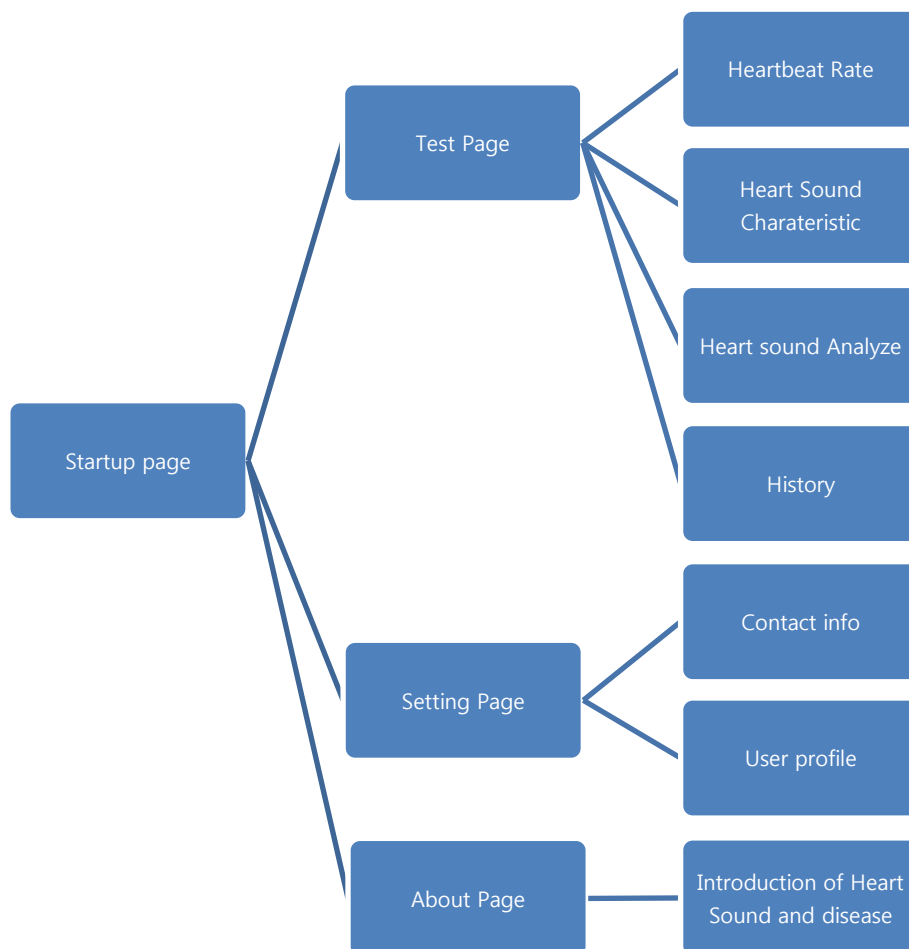 Startup page
Test Page
Heartbeat Rate
Heart Sound
Charateristic
Heart sound Analyze
History
Setting Page
Contact info
User profile
About Page
Introduction of Heart
Sound and disease